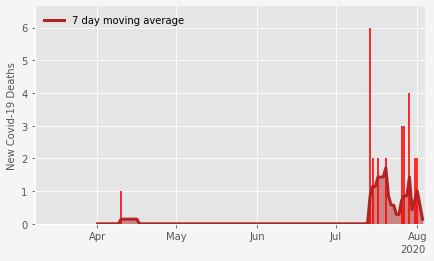 7 day moving average
New Covid-19 Deaths
6
5
4
3
2
1
0
Apr
May
Jun
Jul
Aug
2020